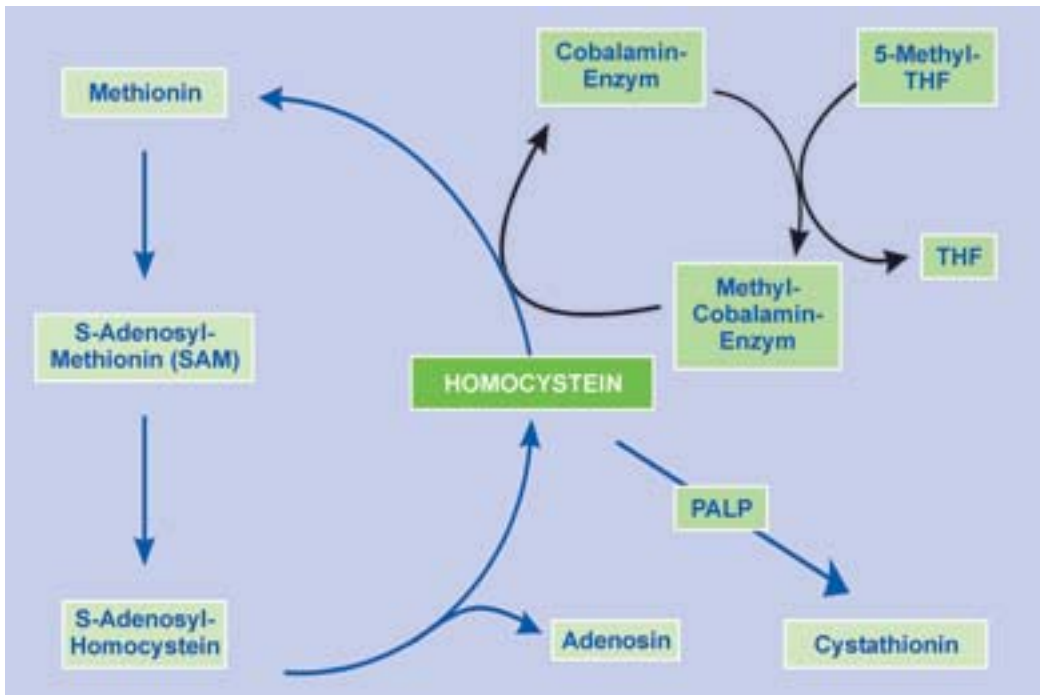 Cobalamin-
Enzym
5-Methyl-
THF
Methionin
THF
Methyl-
Cobalamin-
Enzym
S-Adenosyl-
Methionin (SAM)
HOMOCYSTEIN
PALP
S-Adenosyl-
Homocystein
Adenosin
Cystathionin